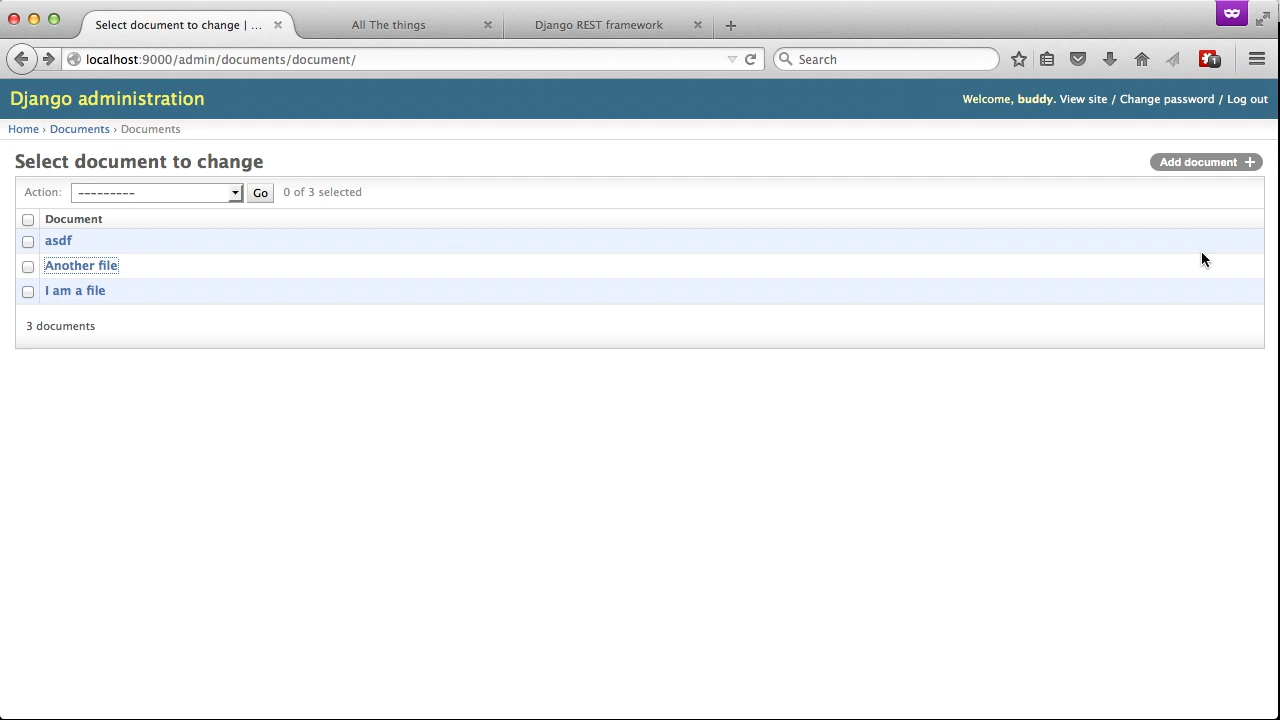 Select document to change | ...
All The things
Django REST framework
localhost:9000/admin/documents/document/
Search
1
Django administration
Welcome, buddy. View site / Change password / Log out
Home › Documents › Documents
Select document to change
Add document +
Action: --------- Go 0 of 3 selected
Document
asdf
Another file
I am a file
3 documents